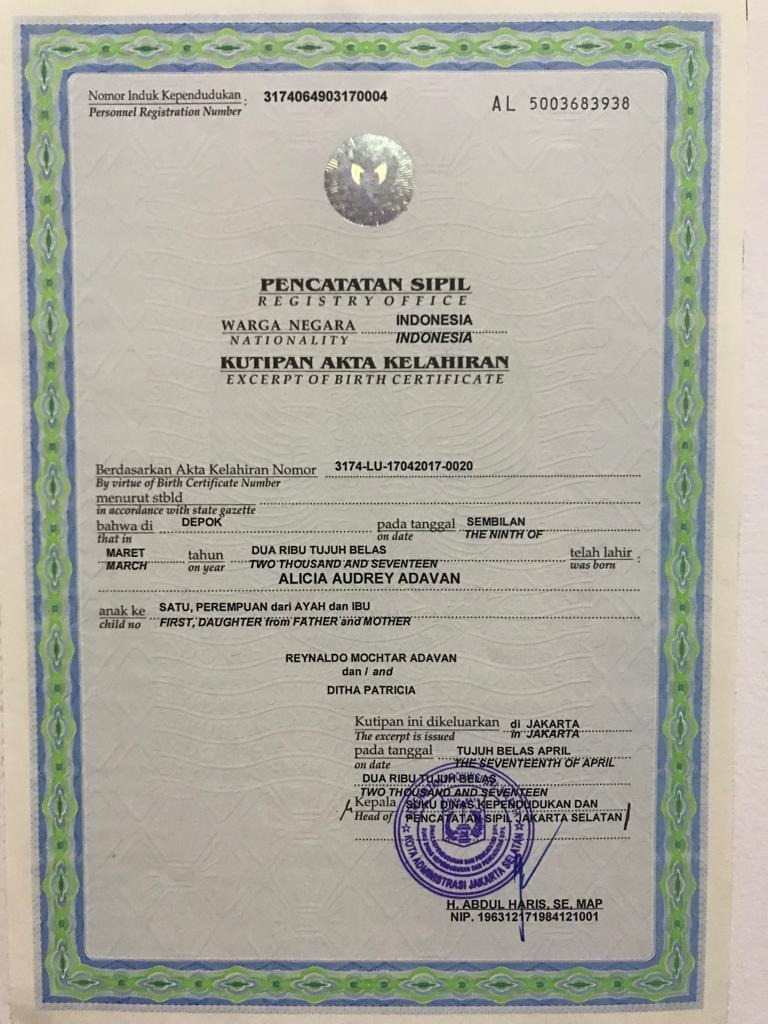 Nomor Induk Kependudukan : 3174064903170004
Personnel Registration Number
AL 5003683938
PENCATATAN SIPIL
REGISTRY OFFICE
WARGA NEGARA INDONESIA
NATIONALITY INDONESIA
KUTIPAN AKTA KELAHIRAN
EXCERPT OF BIRTH CERTIFICATE
Berdasarkan Akta Kelahiran Nomor 3174-LU-17042017-0020
By virtue of Birth Certificate Number
menurut stbld
in accordance with state gazette
bahwa di DEPOK pada tanggal SEMBILAN
that in on date THE NINTH OF
MARET tahun DUA RIBU TUJUH BELAS telah lahir :
MARCH on year TWO THOUSAND AND SEVENTEEN was born
ALICIA AUDREY ADAVAN
anak ke SATU, PEREMPUAN dari AYAH dan IBU
child no FIRST, DAUGHTER from FATHER and MOTHER
REYNALDO MOCHTAR ADAVAN
dan / and
DITHA PATRICIA
Kutipan ini dikeluarkan di JAKARTA
The excerpt is issued in JAKARTA
pada tanggal TUJUH BELAS APRIL
on date THE SEVENTEENTH OF APRIL
DUA RIBU TUJUH BELAS
TWO THOUSAND AND SEVENTEEN
Kepala SUKU DINAS KEPENDUDUKAN DAN
Head of PENCATATAN SIPIL JAKARTA SELATAN
KOTA ADMINISTRASI JAKARTA SELATAN
H. ABDUL HARIS, SE, MAP
NIP. 196312171984121001